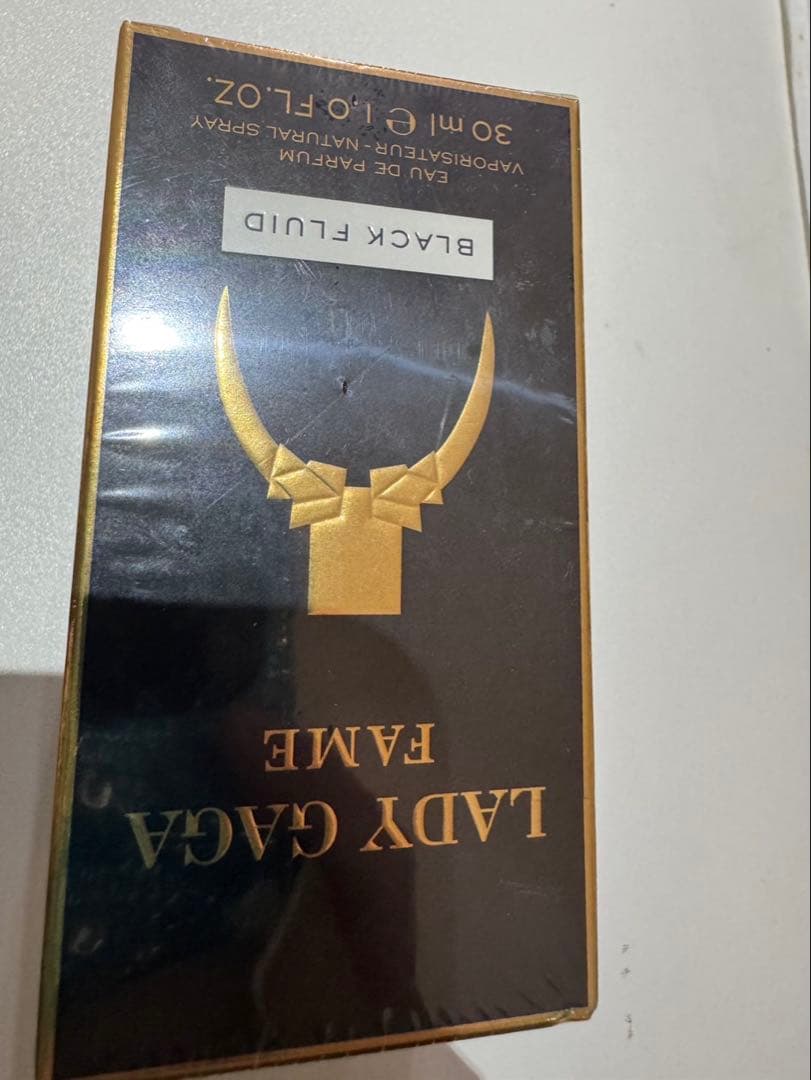 LADY GAGA
FAME
BLACK FLUID
EAU DE PARFUM
VAPORISATEUR - NATURAL SPRAY
30 ml ℮ 1.0 FL.OZ.